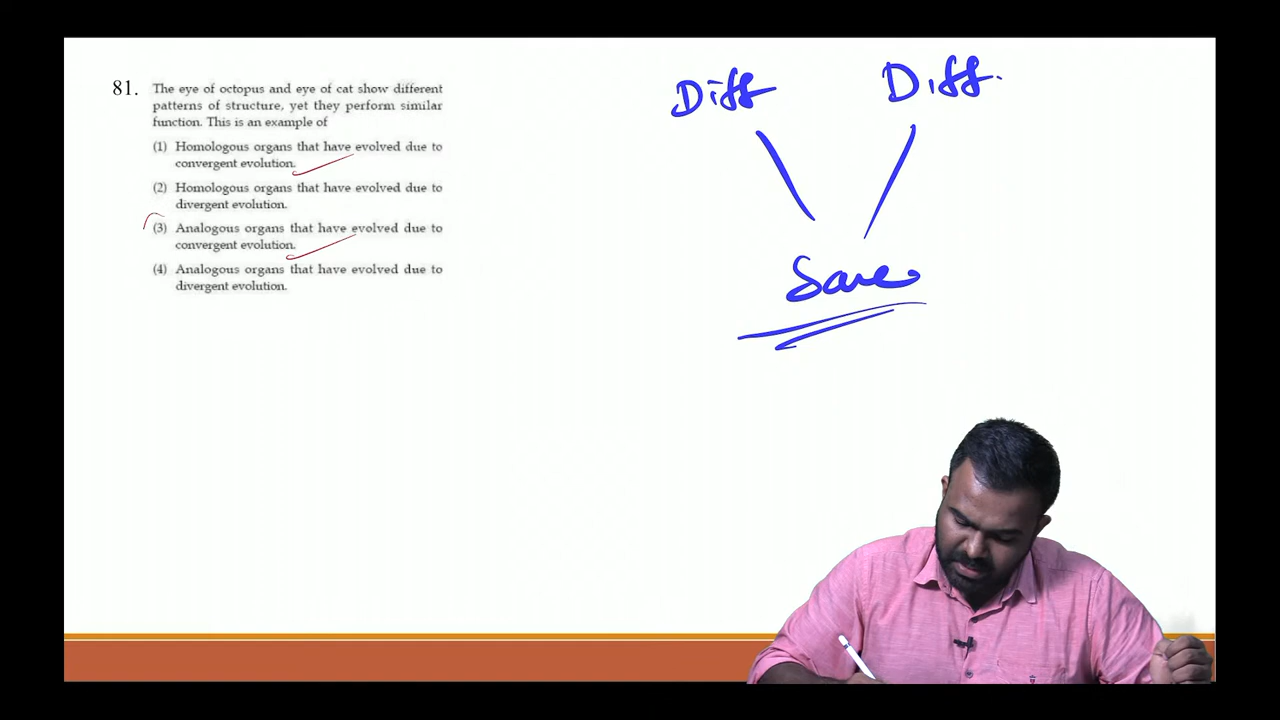 81. The eye of octopus and eye of cat show different
patterns of structure, yet they perform similar
function. This is an example of
(1) Homologous organs that have evolved due to
convergent evolution.
(2) Homologous organs that have evolved due to
divergent evolution.
(3) Analogous organs that have evolved due to
convergent evolution.
(4) Analogous organs that have evolved due to
divergent evolution.
Diff Diff.
Same